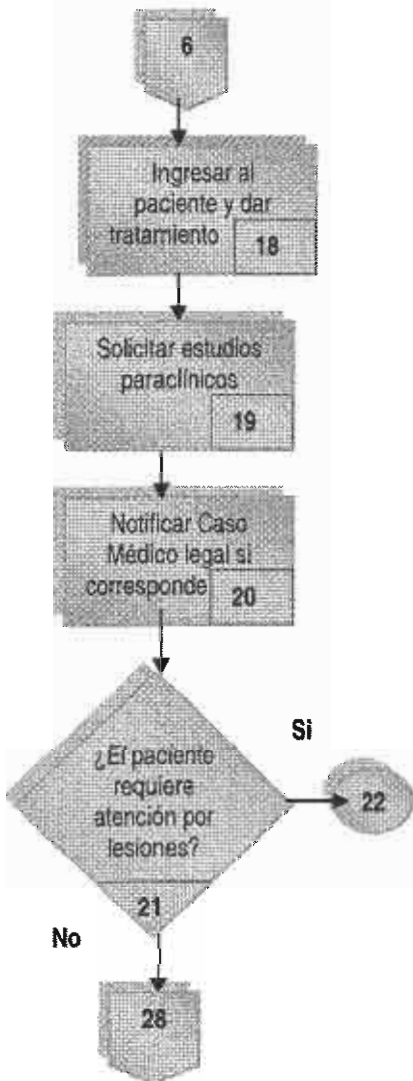 6
Ingresar al
paciente y dar
tratamiento
18
Solicitar estudios
paraclínicos
19
Notificar Caso
Médico legal si
corresponde
20
¿El paciente
requiere
atención por
lesiones?
21
Si
22
No
28